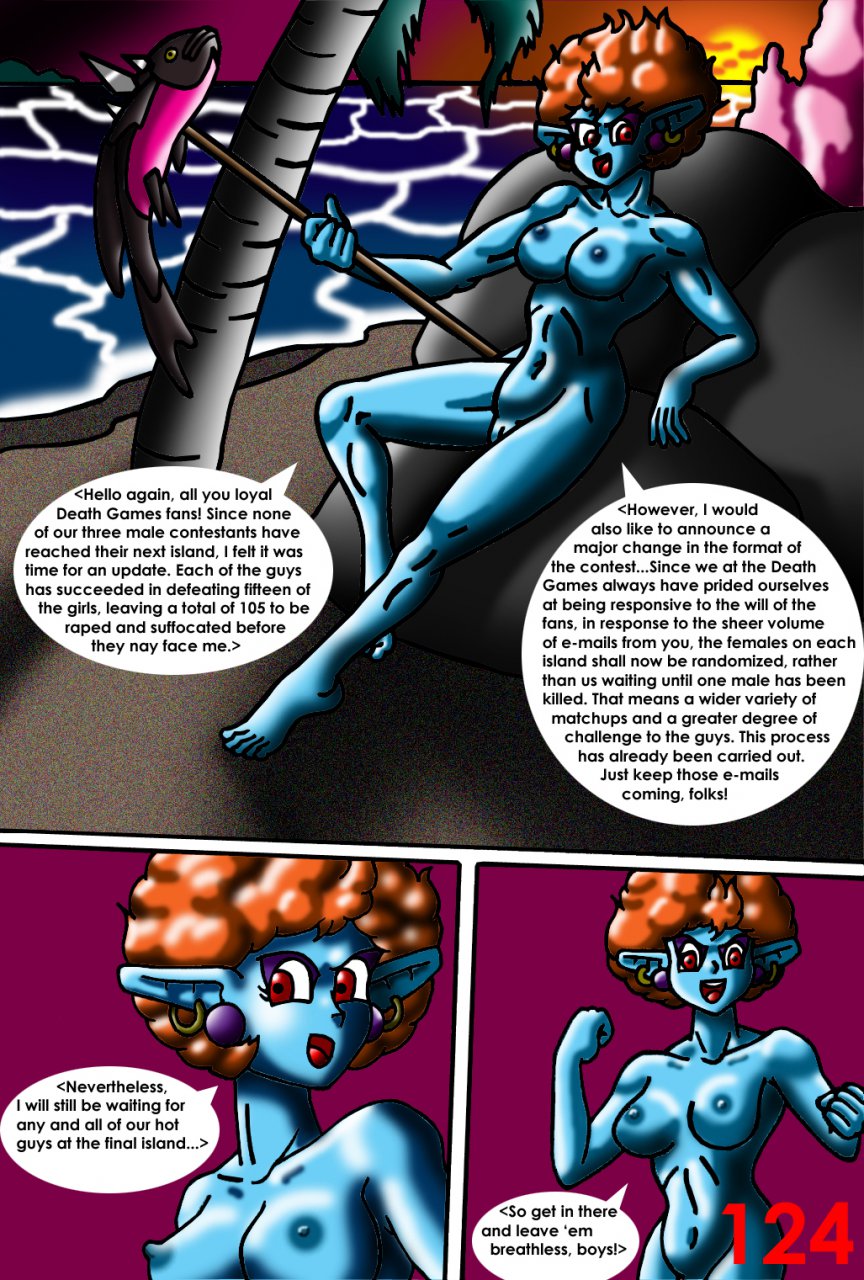 <Hello again, all you loyal
Death Games fans! Since none
of our three male contestants have
reached their next island, I felt it was
time for an update. Each of the guys
has succeeded in defeating fifteen of
the girls, leaving a total of 105 to be
raped and suffocated before
they nay face me.>
<However, I would
also like to announce a
major change in the format of
the contest...Since we at the Death
Games always have prided ourselves
at being responsive to the will of the
fans, in response to the sheer volume
of e-mails from you, the females on each
island shall now be randomized, rather
than us waiting until one male has been
killed. That means a wider variety of
matchups and a greater degree of
challenge to the guys. This process
has already been carried out.
Just keep those e-mails
coming, folks!
<Nevertheless,
I will still be waiting for
any and all of our hot
guys at the final island...>
<So get in there
and leave ‘em
breathless, boys!>
124